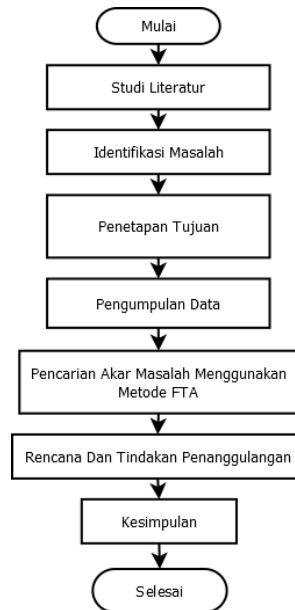 Mulai
Studi Literatur
Identifikasi Masalah
Penetapan Tujuan
Pengumpulan Data
Pencarian Akar Masalah Menggunakan
Metode FTA
Rencana Dan Tindakan Penanggulangan
Kesimpulan
Selesai